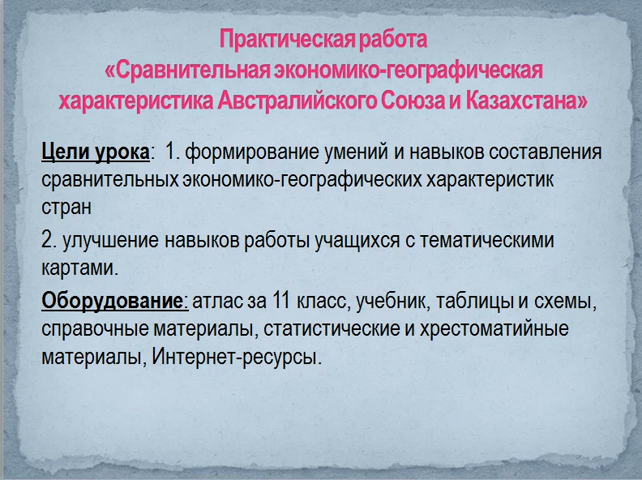 Практическая работа
«Сравнительная экономико-географическая
характеристика Австралийского Союза и Казахстана»
Цели урока:  1. формирование умений и навыков составления
сравнительных экономико-географических характеристик
стран
2. улучшение навыков работы учащихся с тематическими
картами.
Оборудование: атлас за 11 класс, учебник, таблицы и схемы,
справочные материалы, статистические и хрестоматийные
материалы, Интернет-ресурсы.